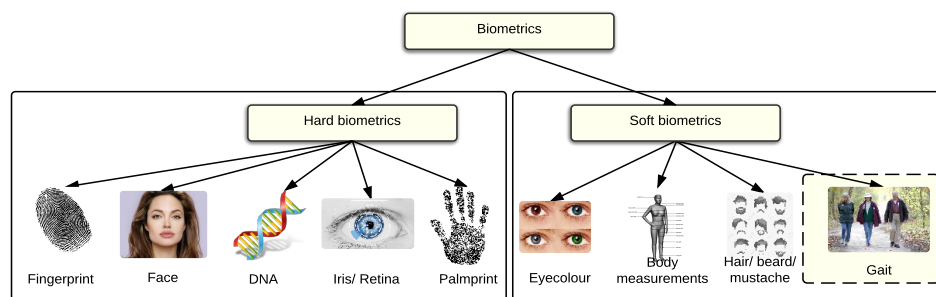 Biometrics
Hard biometrics
Soft biometrics
Fingerprint
Face
DNA
Iris/ Retina
Palmprint
Eyecolour
Body
measurements
Hair/ beard/
mustache
Gait